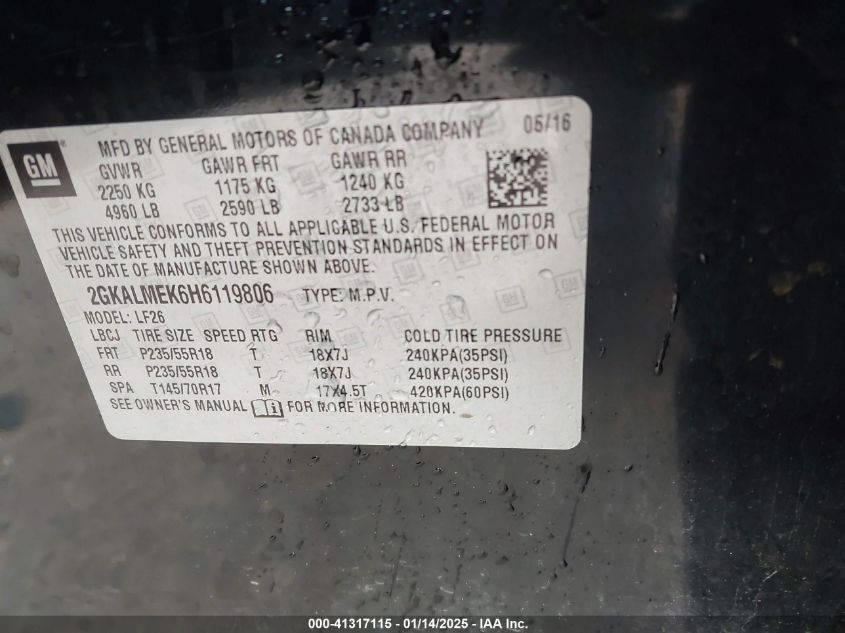 GM
MFD BY GENERAL MOTORS OF CANADA COMPANY 06/16
GVWR GAWR FRT GAWR RR
2250 KG 1175 KG 1240 KG
4960 LB 2590 LB 2733 LB
THIS VEHICLE CONFORMS TO ALL APPLICABLE U.S. FEDERAL MOTOR
VEHICLE SAFETY AND THEFT PREVENTION STANDARDS IN EFFECT ON
THE DATE OF MANUFACTURE SHOWN ABOVE.
2GKALMEK6H6119806 TYPE: M.P.V.
MODEL: LF26
LBCJ TIRE SIZE SPEED RTG RIM COLD TIRE PRESSURE
FRT P235/55R18 T 18X7J 240KPA(35PSI)
RR P235/55R18 T 18X7J 240KPA(35PSI)
SPA T145/70R17 M 17X4.5T 420KPA(60PSI)
SEE OWNER'S MANUAL FOR MORE INFORMATION.
000-41317115 - 01/14/2025 - IAA Inc.